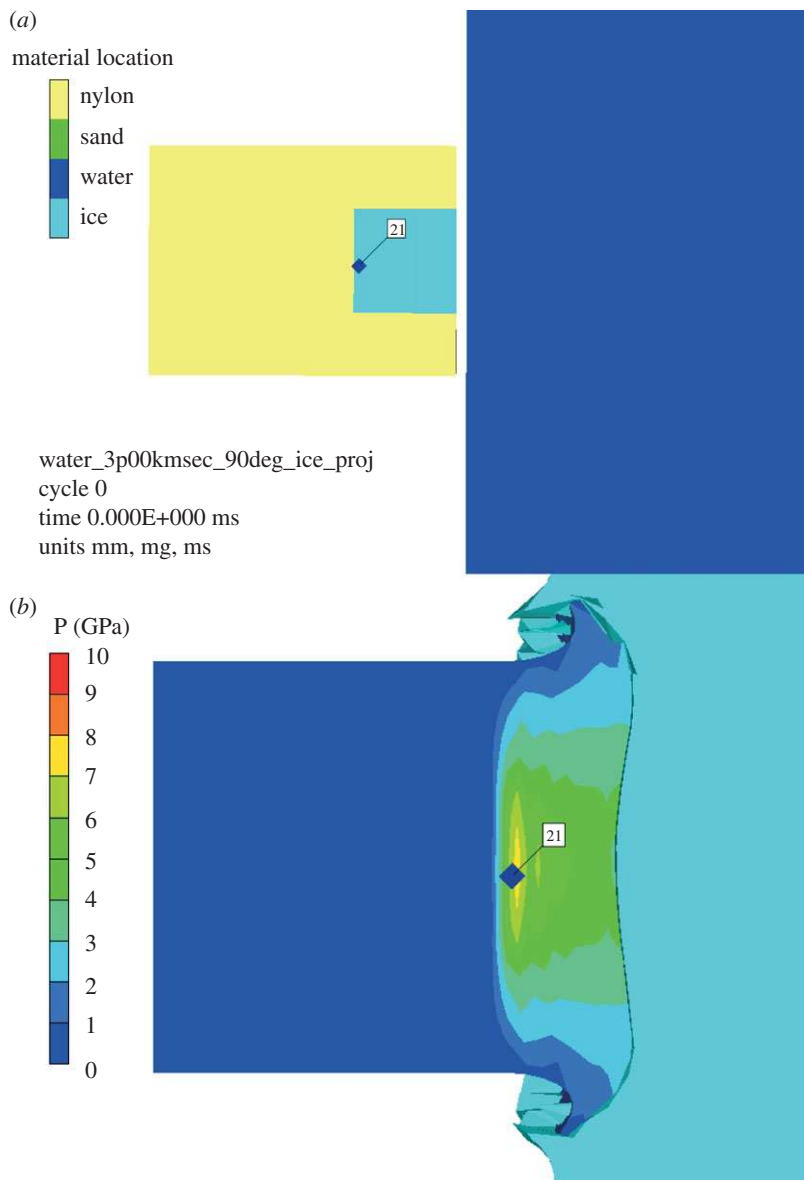 (a)
material location
nylon
sand
water
ice
21
water_3p00kmsec_90deg_ice_proj
cycle 0
time 0.000E+000 ms
units mm, mg, ms
(b)
P (GPa)
10
9
8
7
6
5
4
3
2
1
0
21